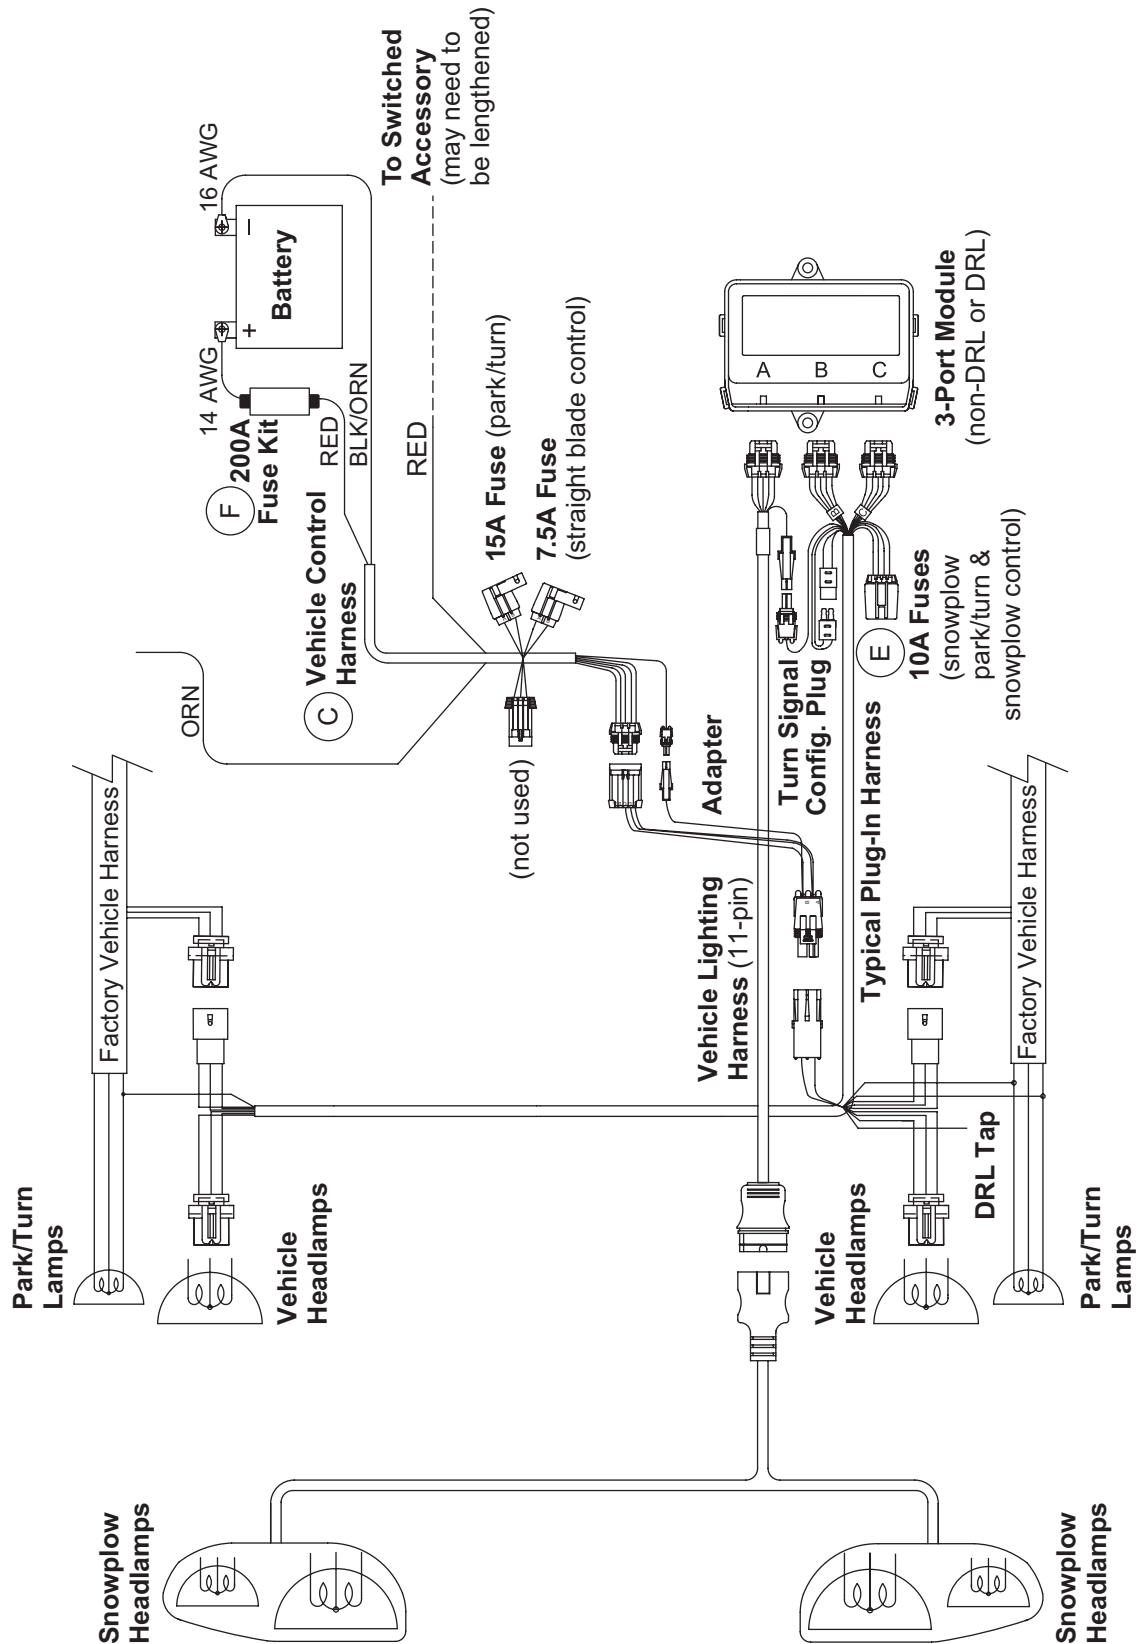 Snowplow
Headlamps
Park/Turn
Lamps
Vehicle
Headlamps
Factory Vehicle Harness
ORN
C
Vehicle Control
Harness
F
200A
Fuse Kit
14 AWG
16 AWG
+
–
Battery
RED
BLK/ORN
RED
To Switched
Accessory
(may need to
be lengthened)
15A Fuse (park/turn)
7.5A Fuse
(straight blade control)
(not used)
Adapter
Vehicle Lighting
Harness (11-pin)
Turn Signal
Config. Plug
Typical Plug-In Harness
A
B
C
B
C
3-Port Module
(non-DRL or DRL)
E
10A Fuses
(snowplow
park/turn &
snowplow control)
Vehicle
Headlamps
DRL Tap
Factory Vehicle Harness
Park/Turn
Lamps
Snowplow
Headlamps